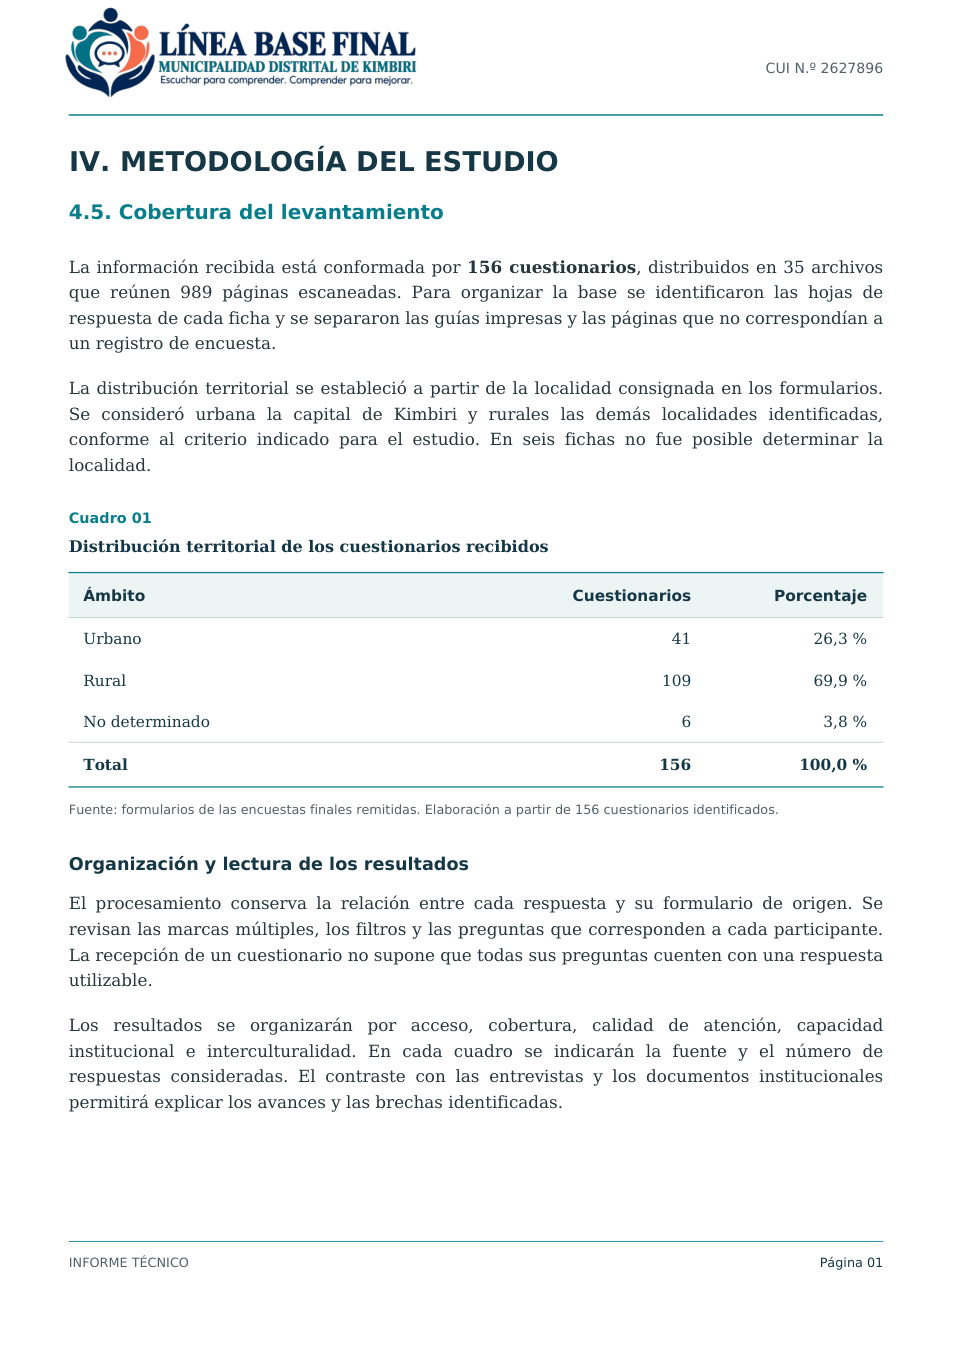 LÍNEA BASE FINAL
MUNICIPALIDAD DISTRITAL DE KIMBIRI
Escuchar para comprender. Comprender para mejorar.
CUI N.º 2627896
IV. METODOLOGÍA DEL ESTUDIO
4.5. Cobertura del levantamiento
La información recibida está conformada por 156 cuestionarios, distribuidos en 35 archivos
que reúnen 989 páginas escaneadas. Para organizar la base se identificaron las hojas de
respuesta de cada ficha y se separaron las guías impresas y las páginas que no correspondían a
un registro de encuesta.
La distribución territorial se estableció a partir de la localidad consignada en los formularios.
Se consideró urbana la capital de Kimbiri y rurales las demás localidades identificadas,
conforme al criterio indicado para el estudio. En seis fichas no fue posible determinar la
localidad.
Cuadro 01
Distribución territorial de los cuestionarios recibidos
Ámbito Cuestionarios Porcentaje
Urbano 41 26,3 %
Rural 109 69,9 %
No determinado 6 3,8 %
Total 156 100,0 %
Fuente: formularios de las encuestas finales remitidas. Elaboración a partir de 156 cuestionarios identificados.
Organización y lectura de los resultados
El procesamiento conserva la relación entre cada respuesta y su formulario de origen. Se
revisan las marcas múltiples, los filtros y las preguntas que corresponden a cada participante.
La recepción de un cuestionario no supone que todas sus preguntas cuenten con una respuesta
utilizable.
Los resultados se organizarán por acceso, cobertura, calidad de atención, capacidad
institucional e interculturalidad. En cada cuadro se indicarán la fuente y el número de
respuestas consideradas. El contraste con las entrevistas y los documentos institucionales
permitirá explicar los avances y las brechas identificadas.
INFORME TÉCNICO
Página 01